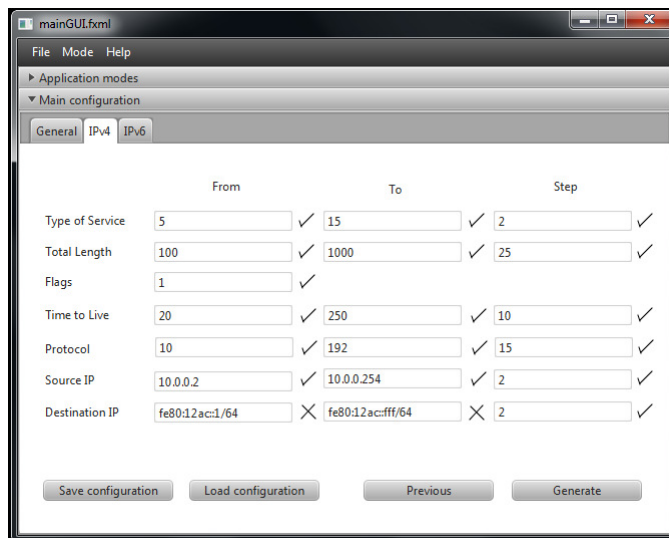 mainGUI.fxml
File Mode Help
Application modes
Main configuration
General IPv4 IPv6
From To Step
Type of Service 5 15 2
Total Length 100 1000 25
Flags 1
Time to Live 20 250 10
Protocol 10 192 15
Source IP 10.0.0.2 10.0.0.254 2
Destination IP fe80:12ac::1/64 fe80:12ac::fff/64 2
Save configuration Load configuration Previous Generate